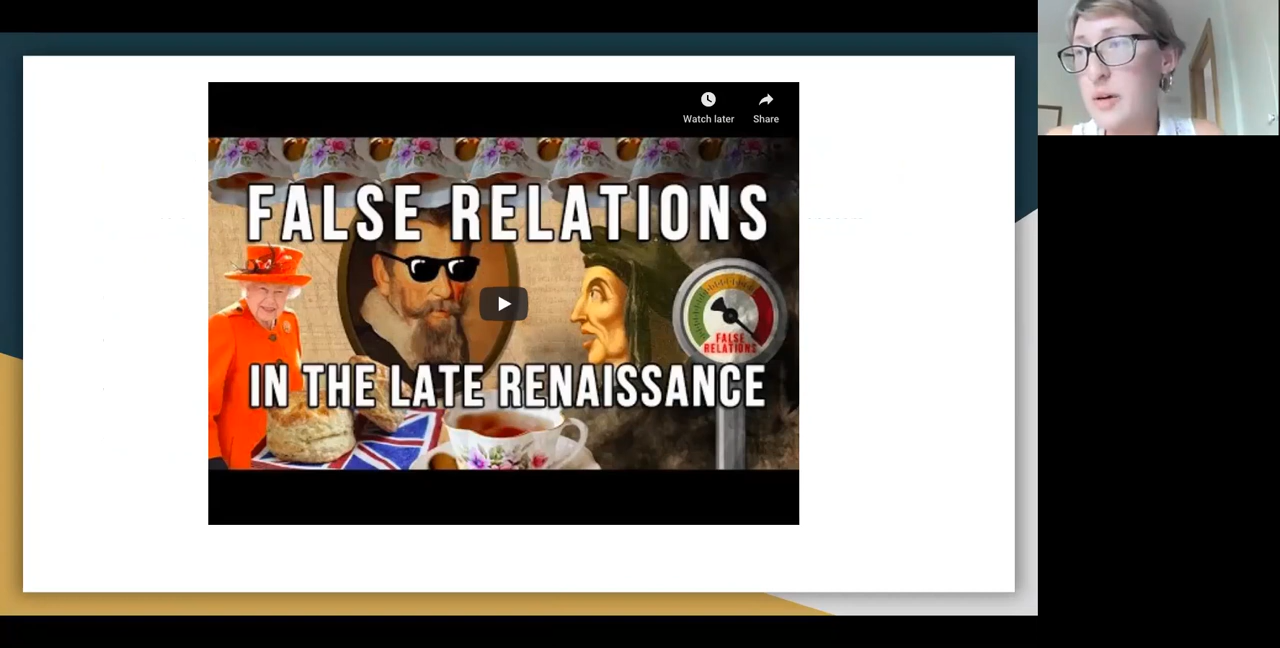 Watch later
Share
FALSE RELATIONS
FALSE
RELATIONS
IN THE LATE RENAISSANCE